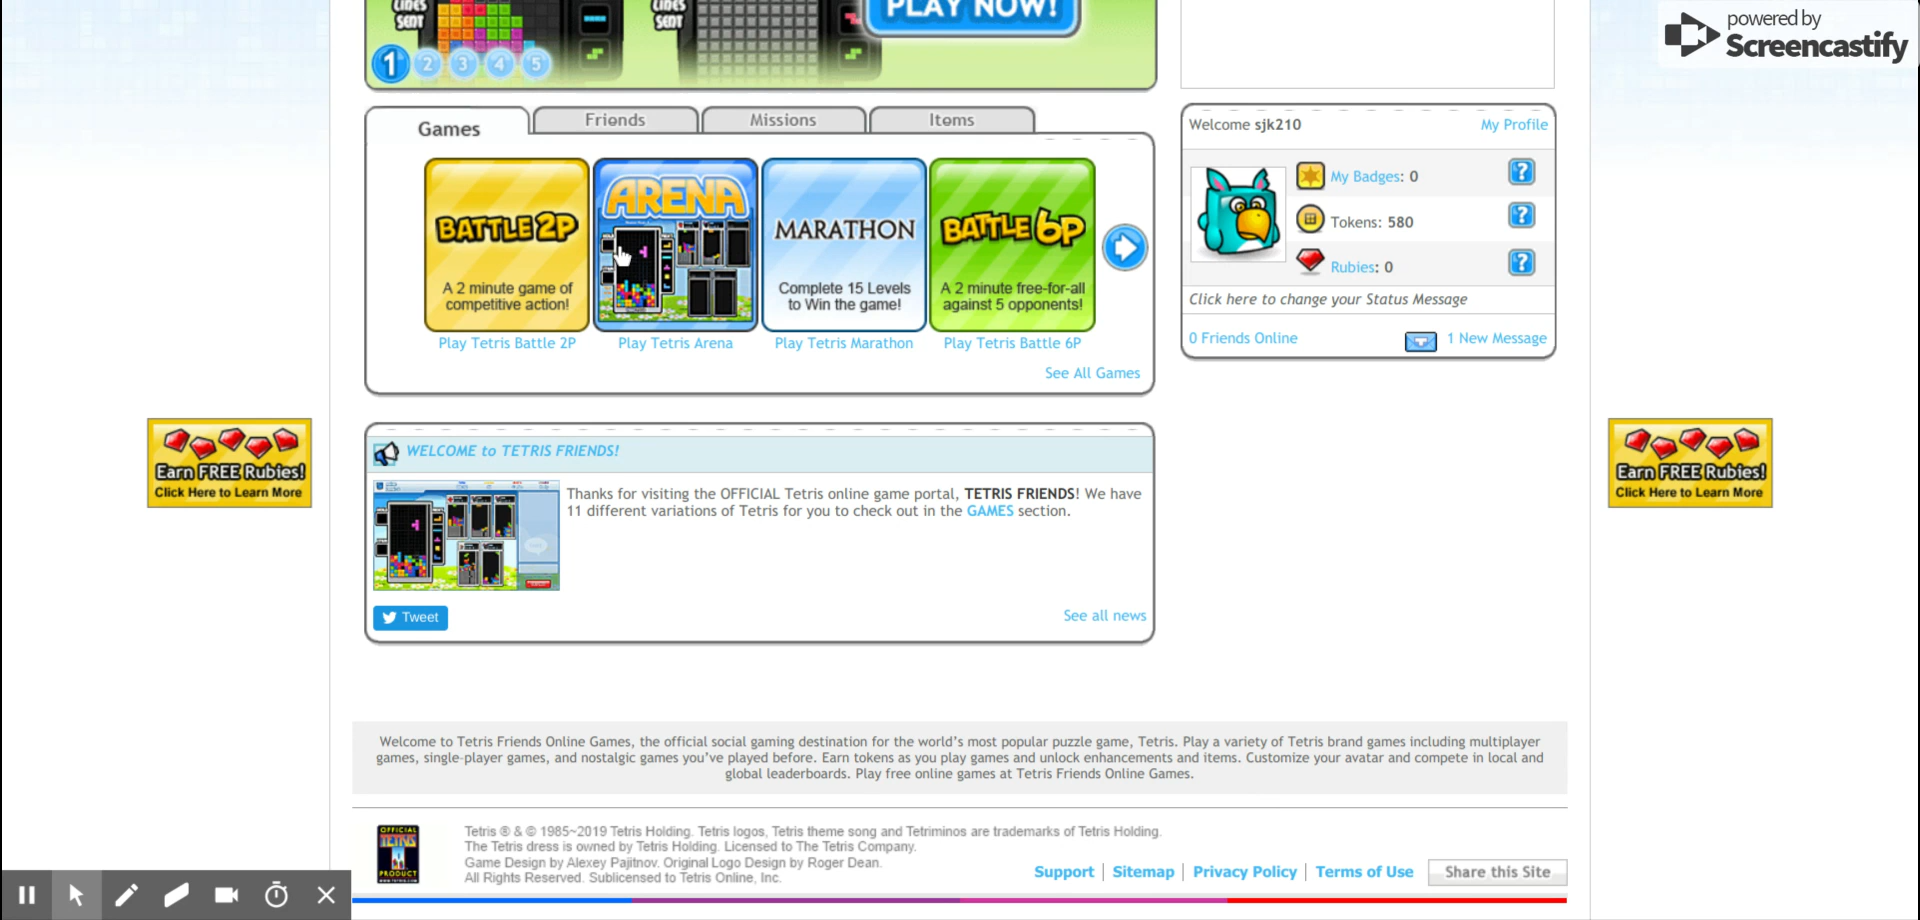 LINES
SENT
LINES
SENT
PLAY NOW!
1 2 3 4 5
powered by
Screencastify
Games
Friends
Missions
Items
BATTLE 2P
A 2 minute game of
competitive action!
Play Tetris Battle 2P
ARENA
Play Tetris Arena
MARATHON
Complete 15 Levels
to Win the game!
Play Tetris Marathon
BATTLE 6P
A 2 minute free-for-all
against 5 opponents!
Play Tetris Battle 6P
See All Games
Welcome sjk210
My Profile
My Badges: 0
?
Tokens: 580
?
Rubies: 0
?
Click here to change your Status Message
0 Friends Online
1 New Message
Earn FREE Rubies!
Click Here to Learn More
WELCOME to TETRIS FRIENDS!
Thanks for visiting the OFFICIAL Tetris online game portal, TETRIS FRIENDS! We have
11 different variations of Tetris for you to check out in the GAMES section.
Tweet
See all news
Earn FREE Rubies!
Click Here to Learn More
Welcome to Tetris Friends Online Games, the official social gaming destination for the world's most popular puzzle game, Tetris. Play a variety of Tetris brand games including multiplayer
games, single-player games, and nostalgic games you've played before. Earn tokens as you play games and unlock enhancements and items. Customize your avatar and compete in local and
global leaderboards. Play free online games at Tetris Friends Online Games.
OFFICIAL
TETRIS
PRODUCT
Tetris ® & © 1985~2019 Tetris Holding. Tetris logos, Tetris theme song and Tetriminos are trademarks of Tetris Holding.
The Tetris dress is owned by Tetris Holding. Licensed to The Tetris Company.
Game Design by Alexey Pajitnov. Original Logo Design by Roger Dean.
All Rights Reserved. Sublicensed to Tetris Online, Inc.
Support | Sitemap | Privacy Policy | Terms of Use
Share this Site